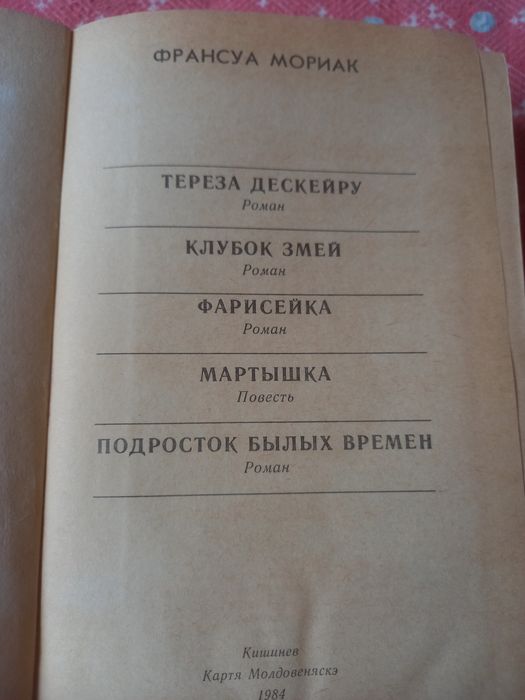 ФРАНСУА МОРИАК
ТЕРЕЗА ДЕСКЕЙРУ
Роман
КЛУБОК ЗМЕЙ
Роман
ФАРИСЕЙКА
Роман
МАРТЫШКА
Повесть
ПОДРОСТОК БЫЛЫХ ВРЕМЕН
Роман
Кишинев
Картя Молдовеняскэ
1984